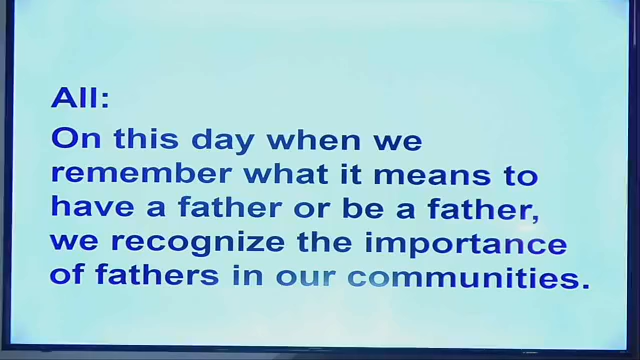 All:
On this day when we
remember what it means to
have a father or be a father,
we recognize the importance
of fathers in our communities.